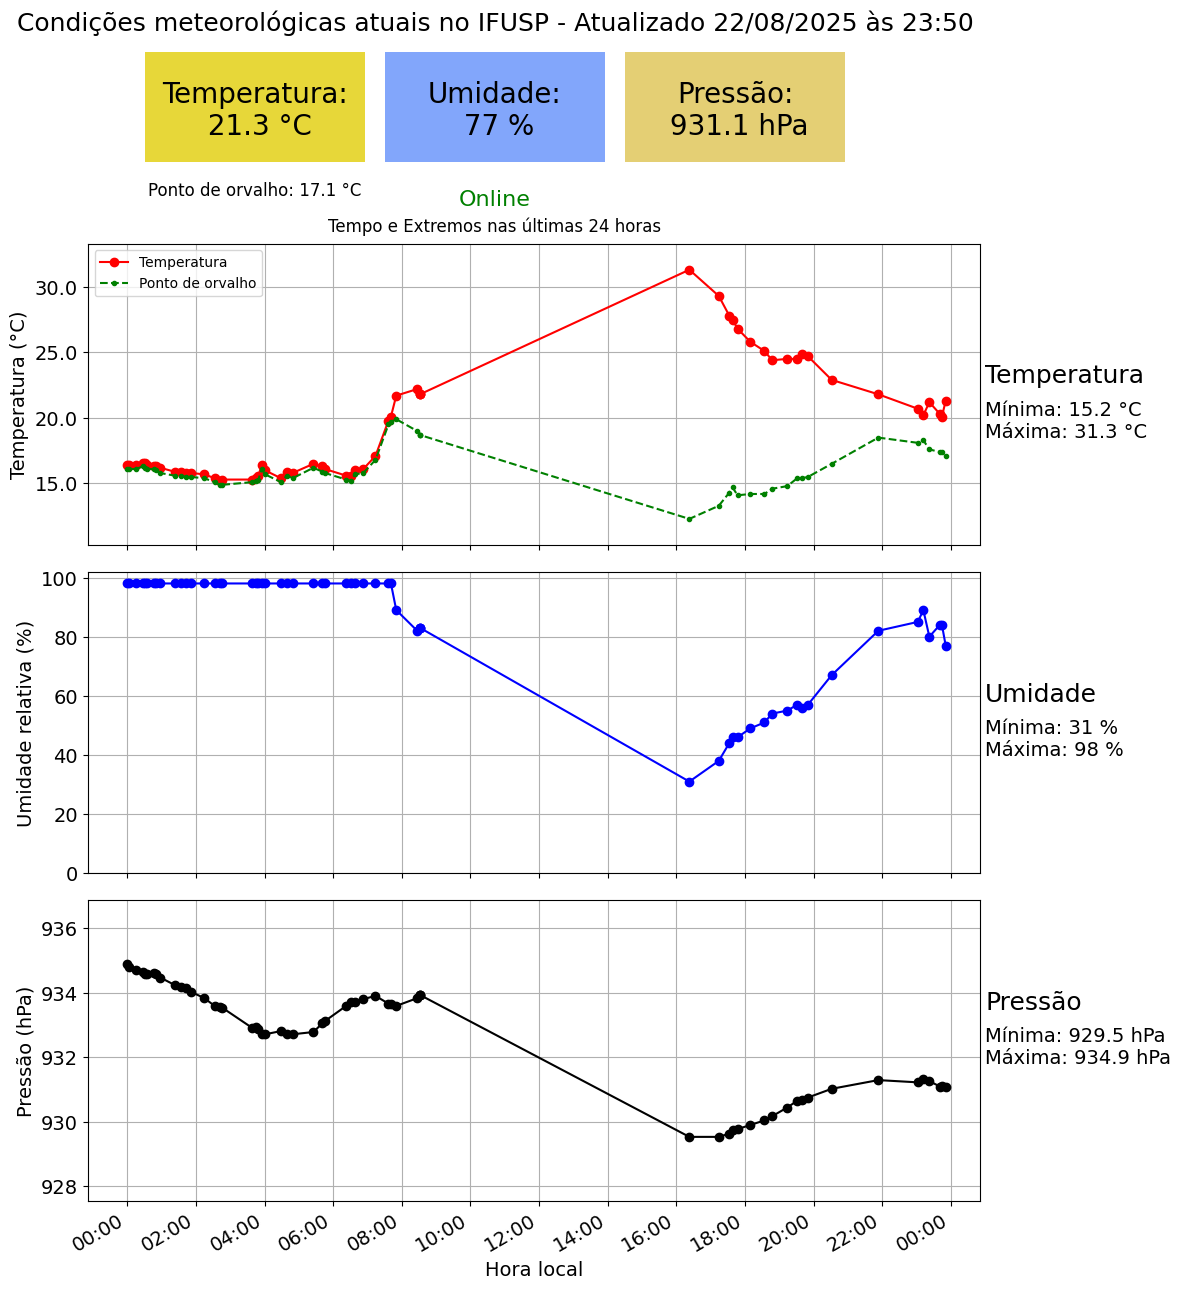 Condições meteorológicas atuais no IFUSP - Atualizado 22/08/2025 às 23:50
Temperatura:
21.3 °C
Umidade:
77 %
Pressão:
931.1 hPa
Ponto de orvalho: 17.1 °C
Online
Tempo e Extremos nas últimas 24 horas
Temperatura
Ponto de orvalho
Temperatura (°C)
30.0
25.0
20.0
15.0
Temperatura
Mínima: 15.2 °C
Máxima: 31.3 °C
Umidade relativa (%)
100
80
60
40
20
0
Umidade
Mínima: 31 %
Máxima: 98 %
Pressão (hPa)
936
934
932
930
928
Pressão
Mínima: 929.5 hPa
Máxima: 934.9 hPa
00:00 02:00 04:00 06:00 08:00 10:00 12:00 14:00 16:00 18:00 20:00 22:00 00:00
Hora local